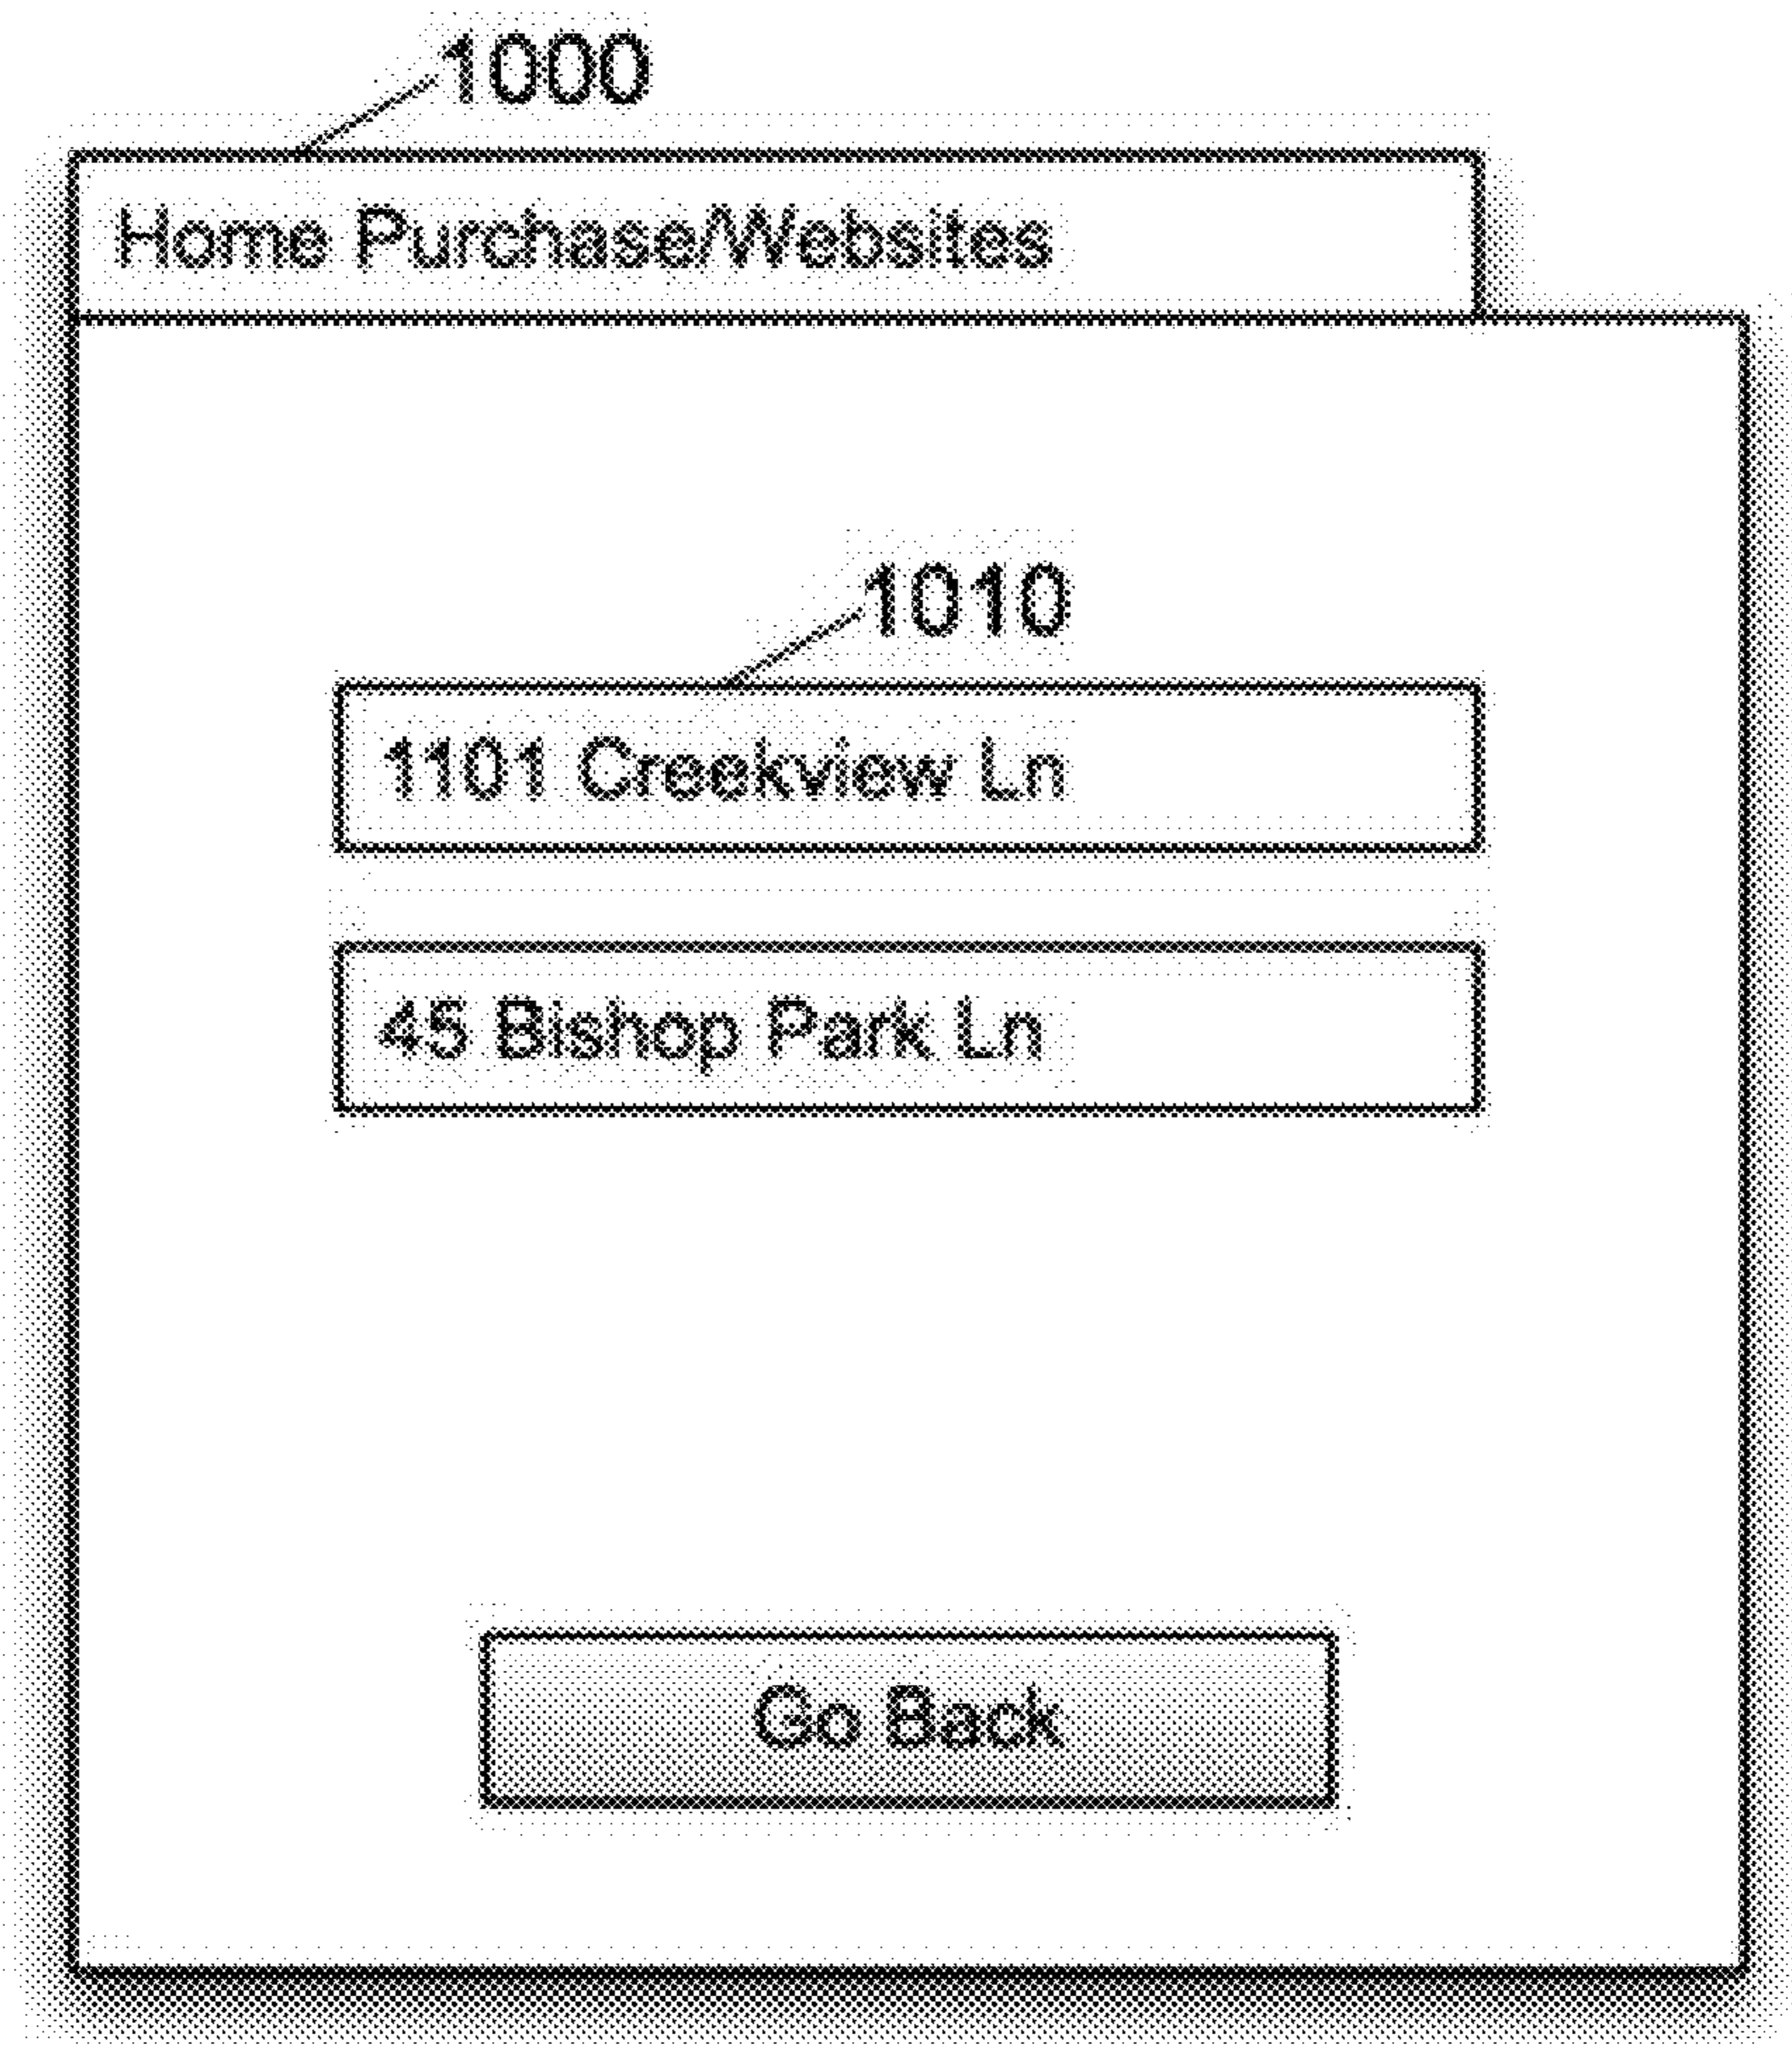 1000
Home Purchase/Websites
1010
1101 Creekview Ln
45 Bishop Park Ln
Go Back